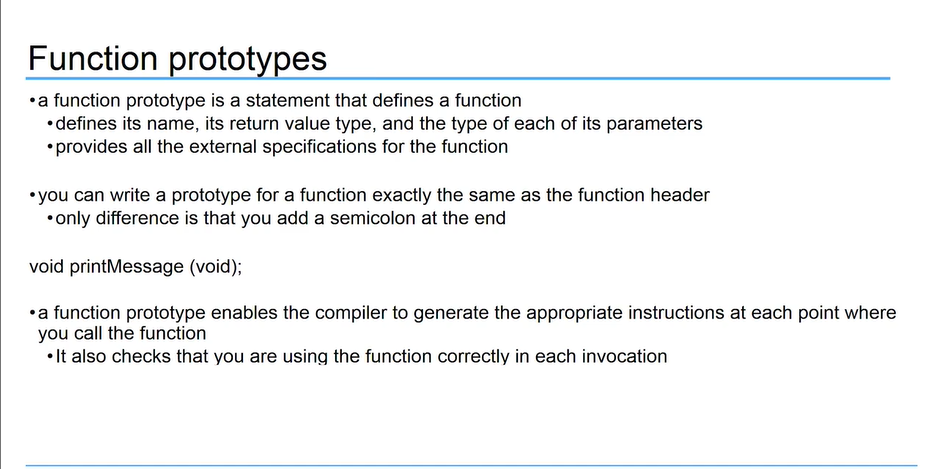 Function prototypes
•a function prototype is a statement that defines a function
•defines its name, its return value type, and the type of each of its parameters
•provides all the external specifications for the function
•you can write a prototype for a function exactly the same as the function header
•only difference is that you add a semicolon at the end
void printMessage (void);
•a function prototype enables the compiler to generate the appropriate instructions at each point where
you call the function
•It also checks that you are using the function correctly in each invocation